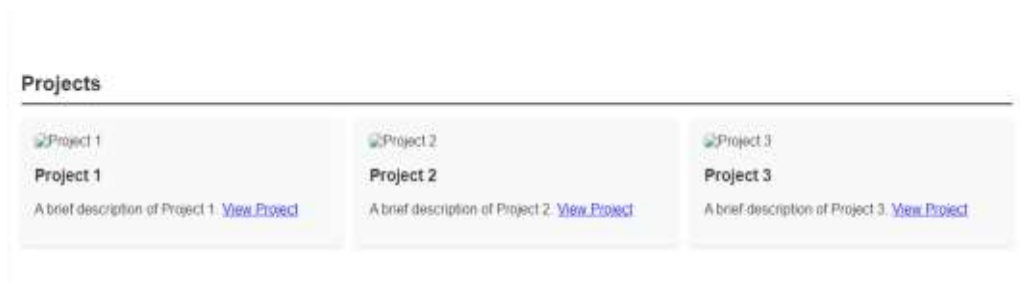 Projects
Project 1
Project 1
A brief description of Project 1. View Project
Project 2
Project 2
A brief description of Project 2. View Project
Project 3
Project 3
A brief description of Project 3. View Project